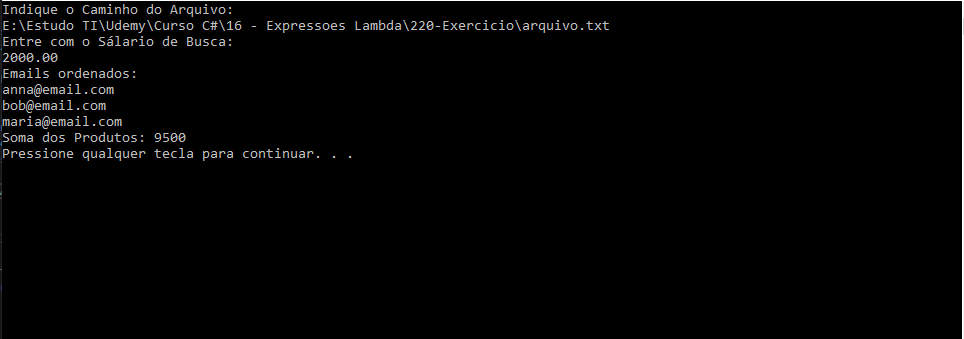 Indique o Caminho do Arquivo:
E:\Estudo TI\Udemy\Curso C#\16 - Expressoes Lambda\220-Exercicio\arquivo.txt
Entre com o Sálario de Busca:
2000.00
Emails ordenados:
anna@email.com
bob@email.com
maria@email.com
Soma dos Produtos: 9500
Pressione qualquer tecla para continuar. . .